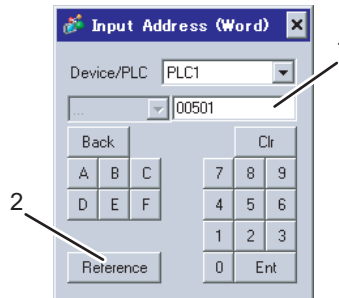 Input Address (Word)
Device/PLC PLC1
... 00501
Back Clr
A B C 7 8 9
D E F 4 5 6
1 2 3
2
Reference 0 Ent